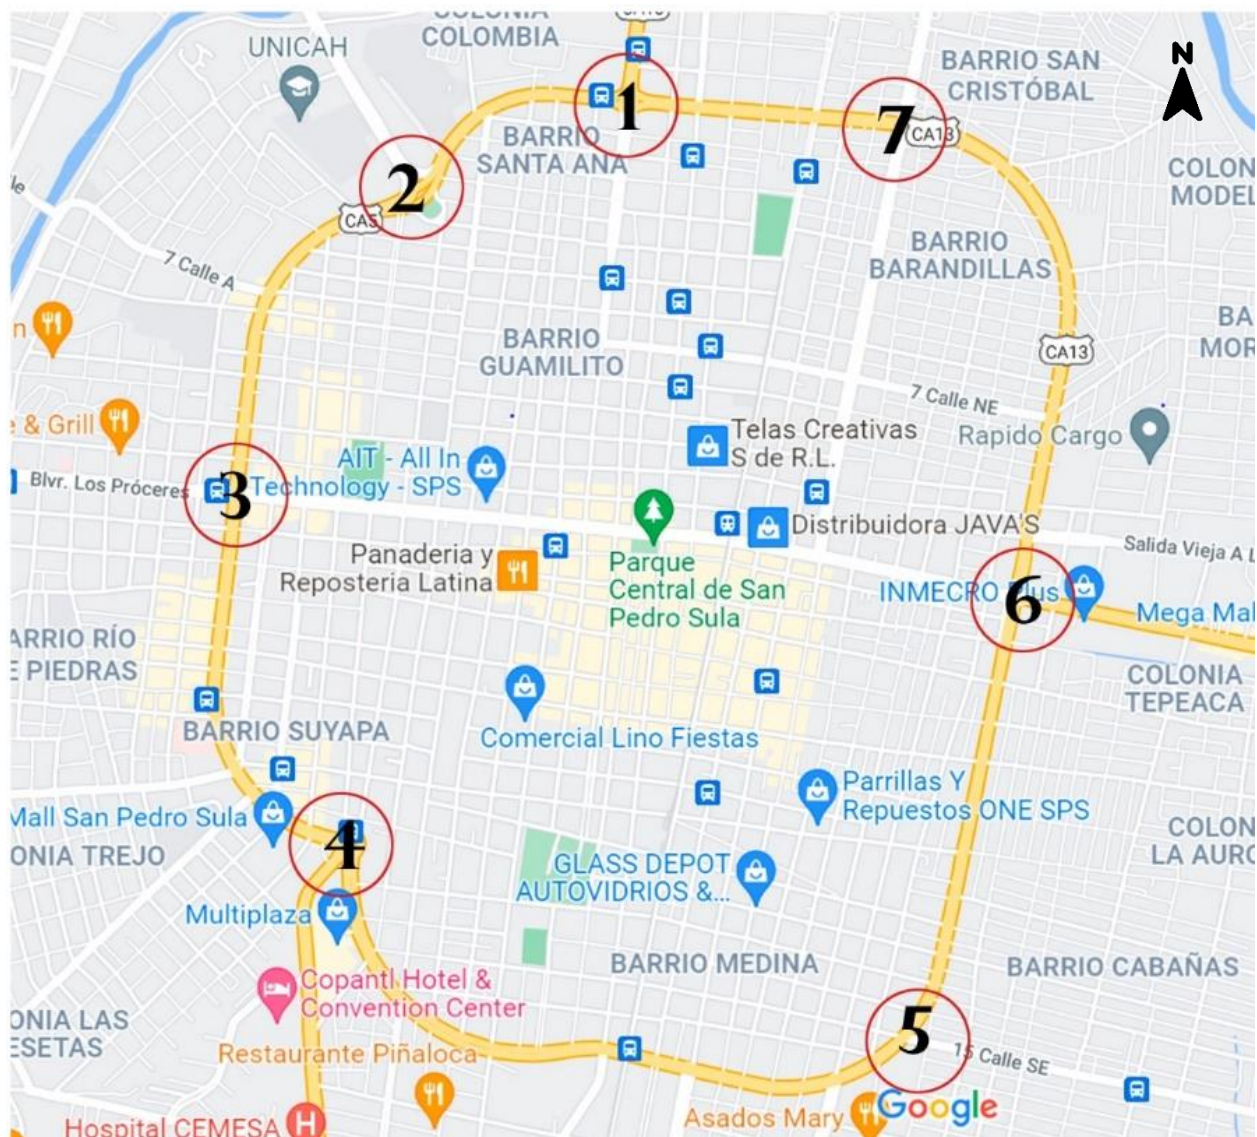 COLONIA
COLOMBIA
UNICAH
BARRIO SAN
CRISTÓBAL
N
1
7
CA13
BARRIO
SANTA ANA
2
CA5
COLON
MODEL
7 Calle A
BARRIO
BARANDILLAS
BARRIO
GUAMILITO
CA13
BA
MOR
n
7 Calle NE
e & Grill
Telas Creativas
S de R.L.
Rapido Cargo
AIT - All In
Technology - SPS
Blvr. Los Próceres
3
Distribuidora JAVA'S
Salida Vieja A L
Panaderia y
Reposteria Latina
Parque
Central de San
Pedro Sula
INMECRO Plus
6
Mega Mal
ARRIO RÍO
E PIEDRAS
COLONIA
TEPEACA
BARRIO SUYAPA
Comercial Lino Fiestas
Parrillas Y
Repuestos ONE SPS
Mall San Pedro Sula
4
ONIA TREJO
COLON
LA AURO
GLASS DEPOT
AUTOVIDRIOS &...
Multiplaza
BARRIO MEDINA
BARRIO CABAÑAS
Copantl Hotel &
Convention Center
ONIA LAS
ESETAS
5
15 Calle SE
Restaurante Piñaloca
Asados Mary
Google
Hospital CEMESA
H